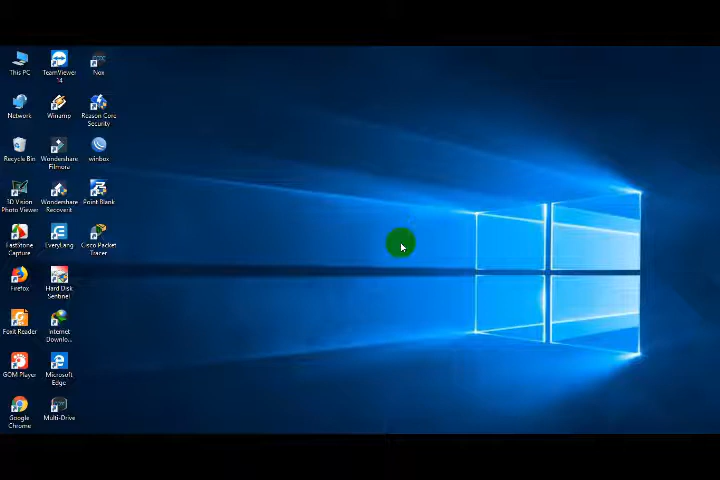 This PC
TeamViewer
14
Nox
Network
Winamp
Reason Core
Security
Recycle Bin
Wondershare
Filmora
winbox
3D Vision
Photo Viewer
Wondershare
Recoverit
Point Blank
FastStone
Capture
EveryLang
Cisco Packet
Tracer
Firefox
Hard Disk
Sentinel
Foxit Reader
Internet
Downlo...
GOM Player
Microsoft
Edge
Google
Chrome
Multi-Drive